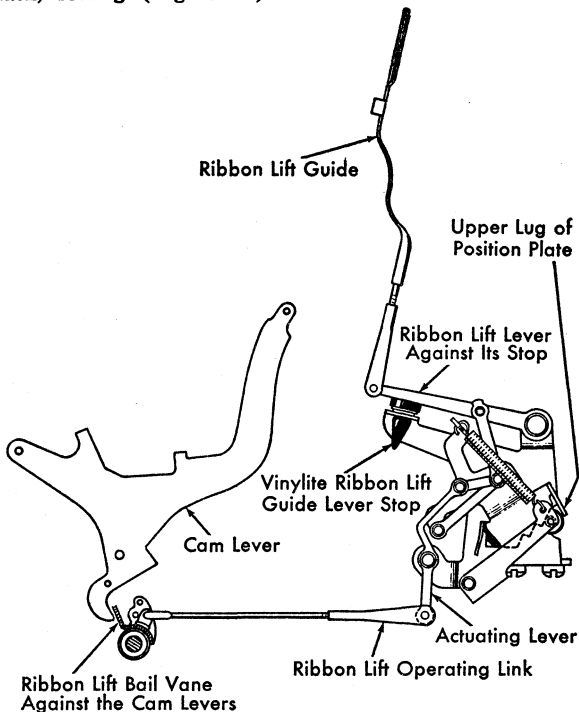 Ribbon Lift Guide
Upper Lug of
Position Plate
Ribbon Lift Lever
Against Its Stop
Vinylite Ribbon Lift
Guide Lever Stop
Cam Lever
Actuating Lever
Ribbon Lift Operating Link
Ribbon Lift Bail Vane
Against the Cam Levers